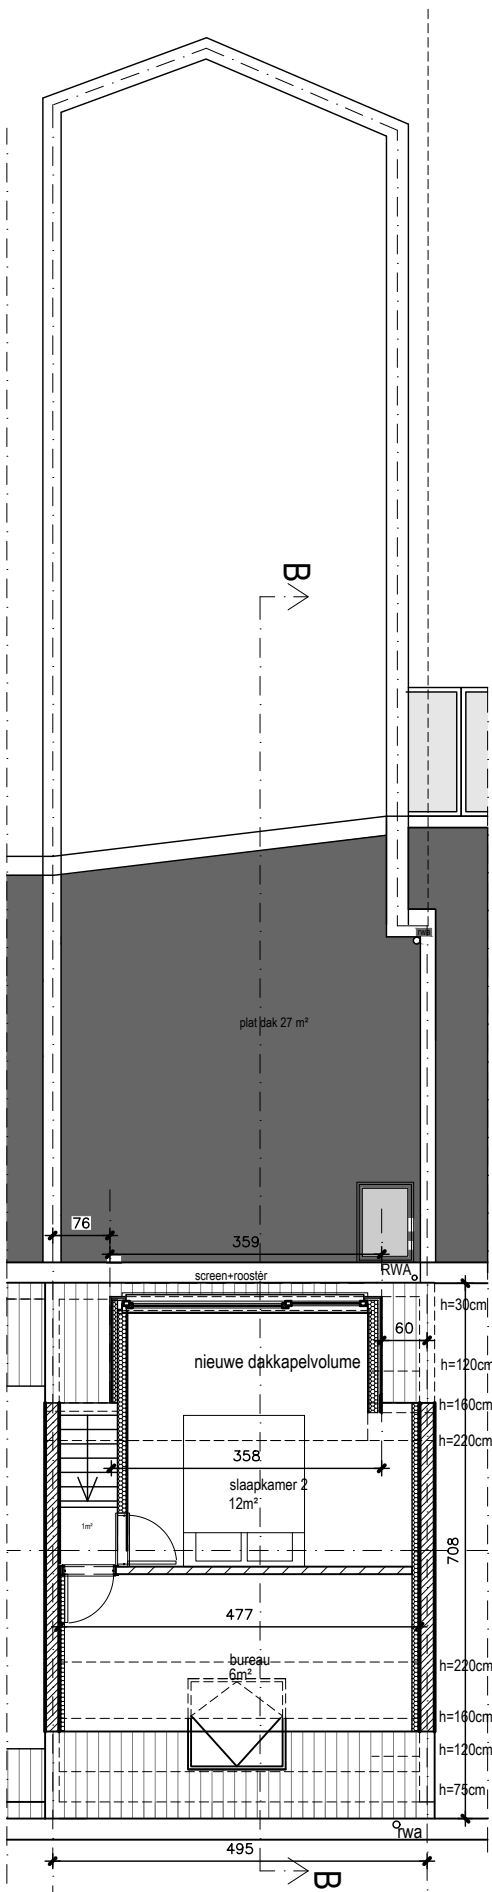 B
rwa
plat dak 27 m²
76
359
RWA
screen+rooster
h=30cm
60
nieuwe dakkapelvolume
h=120cm
h=160cm
h=220cm
358
slaapkamer 2
12m²
1m²
708
477
bureau
6m²
h=220cm
h=160cm
h=120cm
h=75cm
rwa
495
B